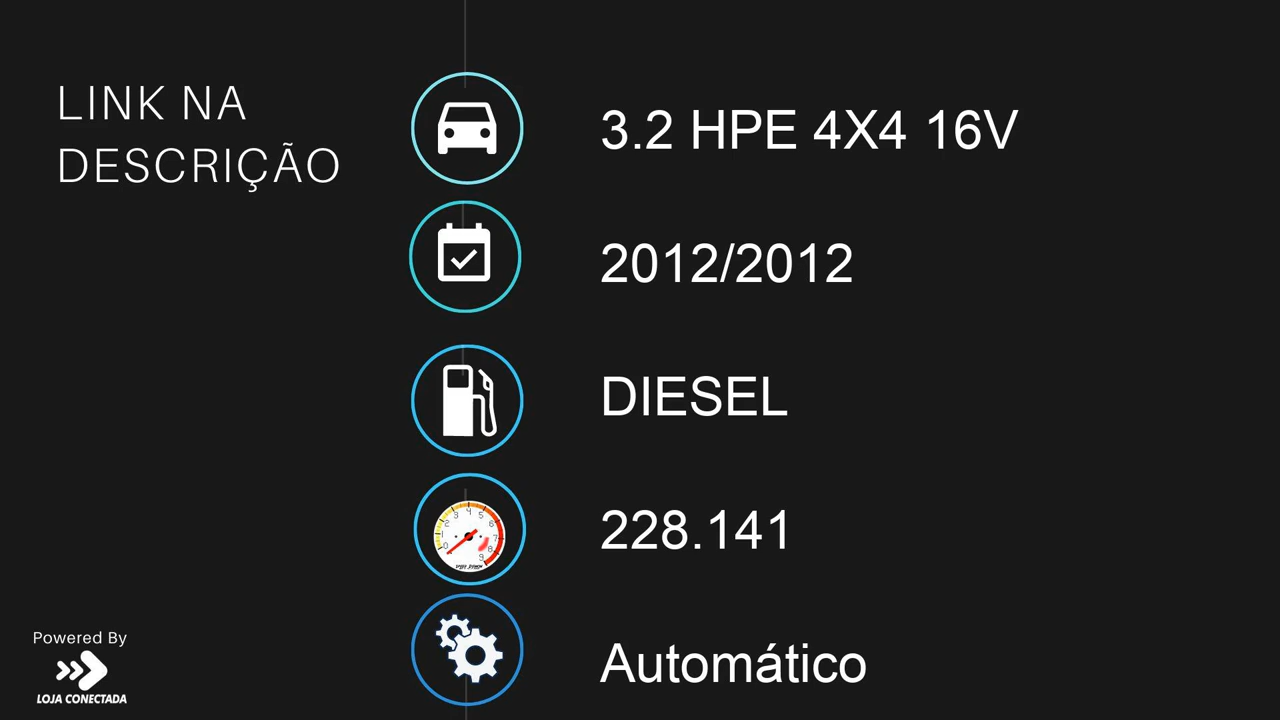 LINK NA
DESCRIÇÃO
3.2 HPE 4X4 16V
2012/2012
DIESEL
228.141
Automático
Powered By
LOJA CONECTADA